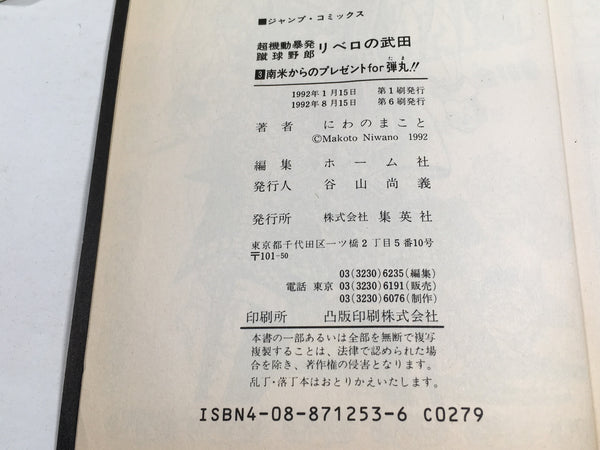 ■ジャンプ・コミックス
超機動暴発
蹴球野郎 リベロの武田
3南米からのプレゼントfor弾丸!!
たま
1992年1月15日 第1刷発行
1992年8月15日 第6刷発行
著者 にわのまこと
©Makoto Niwano 1992
編集 ホーム社
発行人 谷山尚義
発行所 株式会社 集英社
東京都千代田区一ツ橋2丁目5番10号
〒101-50
03(3230)6235(編集)
電話 東京 03(3230)6191(販売)
03(3230)6076(制作)
印刷所 凸版印刷株式会社
本書の一部あるいは全部を無断で複写
複製することは、法律で認められた場
合を除き、著作権の侵害となります。
乱丁・落丁本はおとりかえいたします。
ISBN4-08-871253-6 C0279